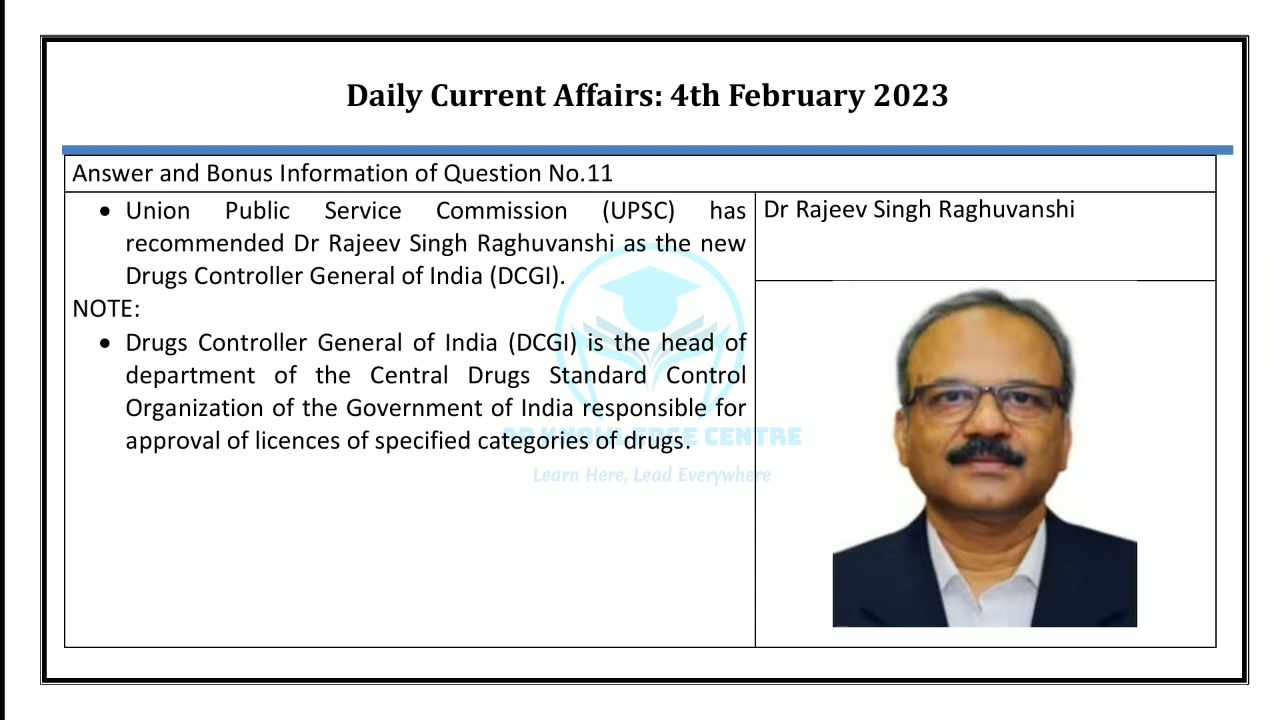 Daily Current Affairs: 4th February 2023
Answer and Bonus Information of Question No.11
• Union Public Service Commission (UPSC) has
recommended Dr Rajeev Singh Raghuvanshi as the new
Drugs Controller General of India (DCGI).
NOTE:
• Drugs Controller General of India (DCGI) is the head of
department of the Central Drugs Standard Control
Organization of the Government of India responsible for
approval of licences of specified categories of drugs.
Dr Rajeev Singh Raghuvanshi
KNOWLEDGE CENTRE
Learn Here, Lead Everywhere